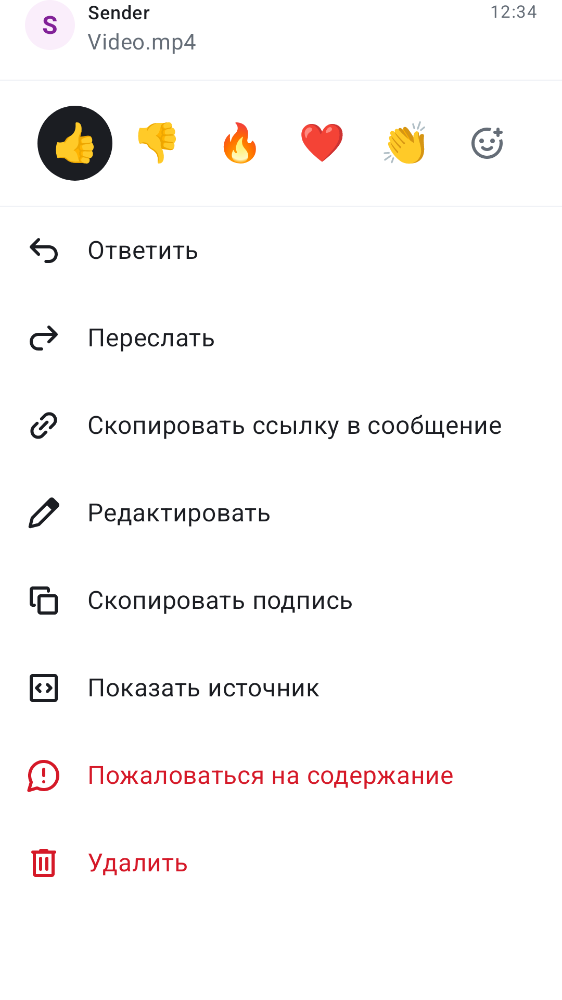 S
Sender
12:34
Video.mp4
Ответить
Переслать
Скопировать ссылку в сообщение
Редактировать
Скопировать подпись
Показать источник
Пожаловаться на содержание
Удалить